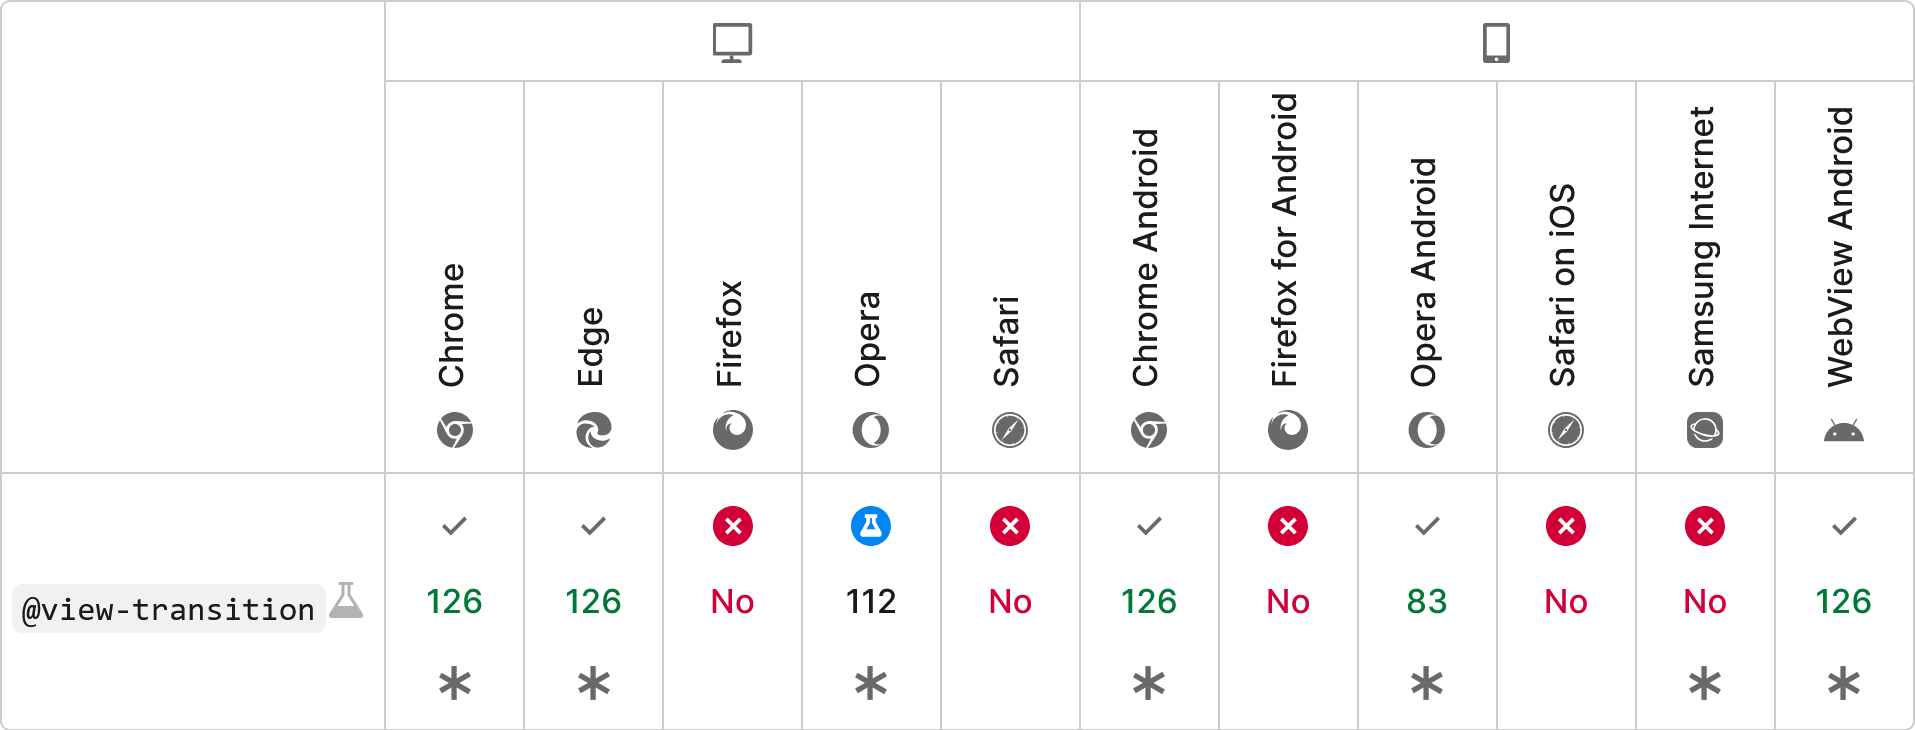 Chrome
Edge
Firefox
Opera
Safari
Chrome Android
Firefox for Android
Opera Android
Safari on iOS
Samsung Internet
WebView Android
@view-transition
126
126
No
112
No
126
No
83
No
No
126
* * * * * * *